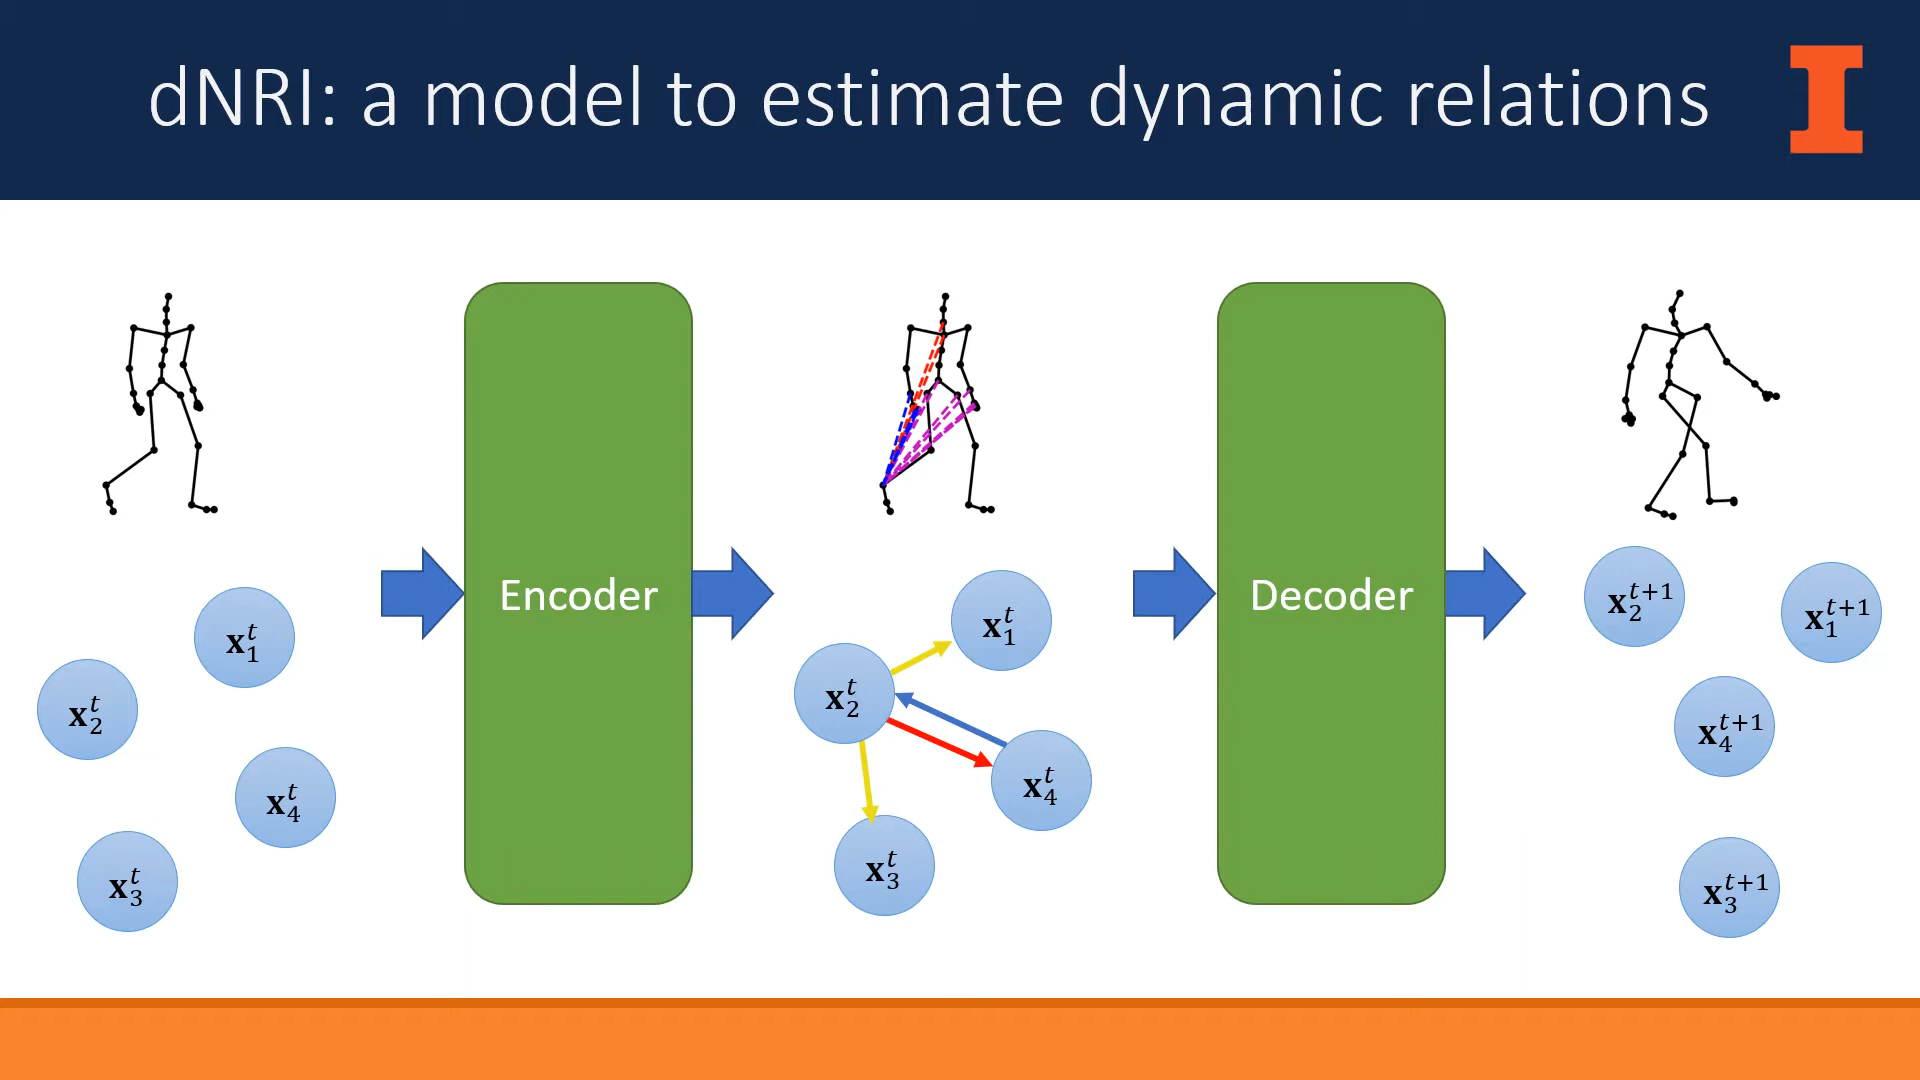 dNRI: a model to estimate dynamic relations
I
Encoder
Decoder
x₁ᵗ
x₂ᵗ
x₄ᵗ
x₃ᵗ
x₁ᵗ
x₂ᵗ
x₄ᵗ
x₃ᵗ
x₂ᵗ⁺¹
x₁ᵗ⁺¹
x₄ᵗ⁺¹
x₃ᵗ⁺¹